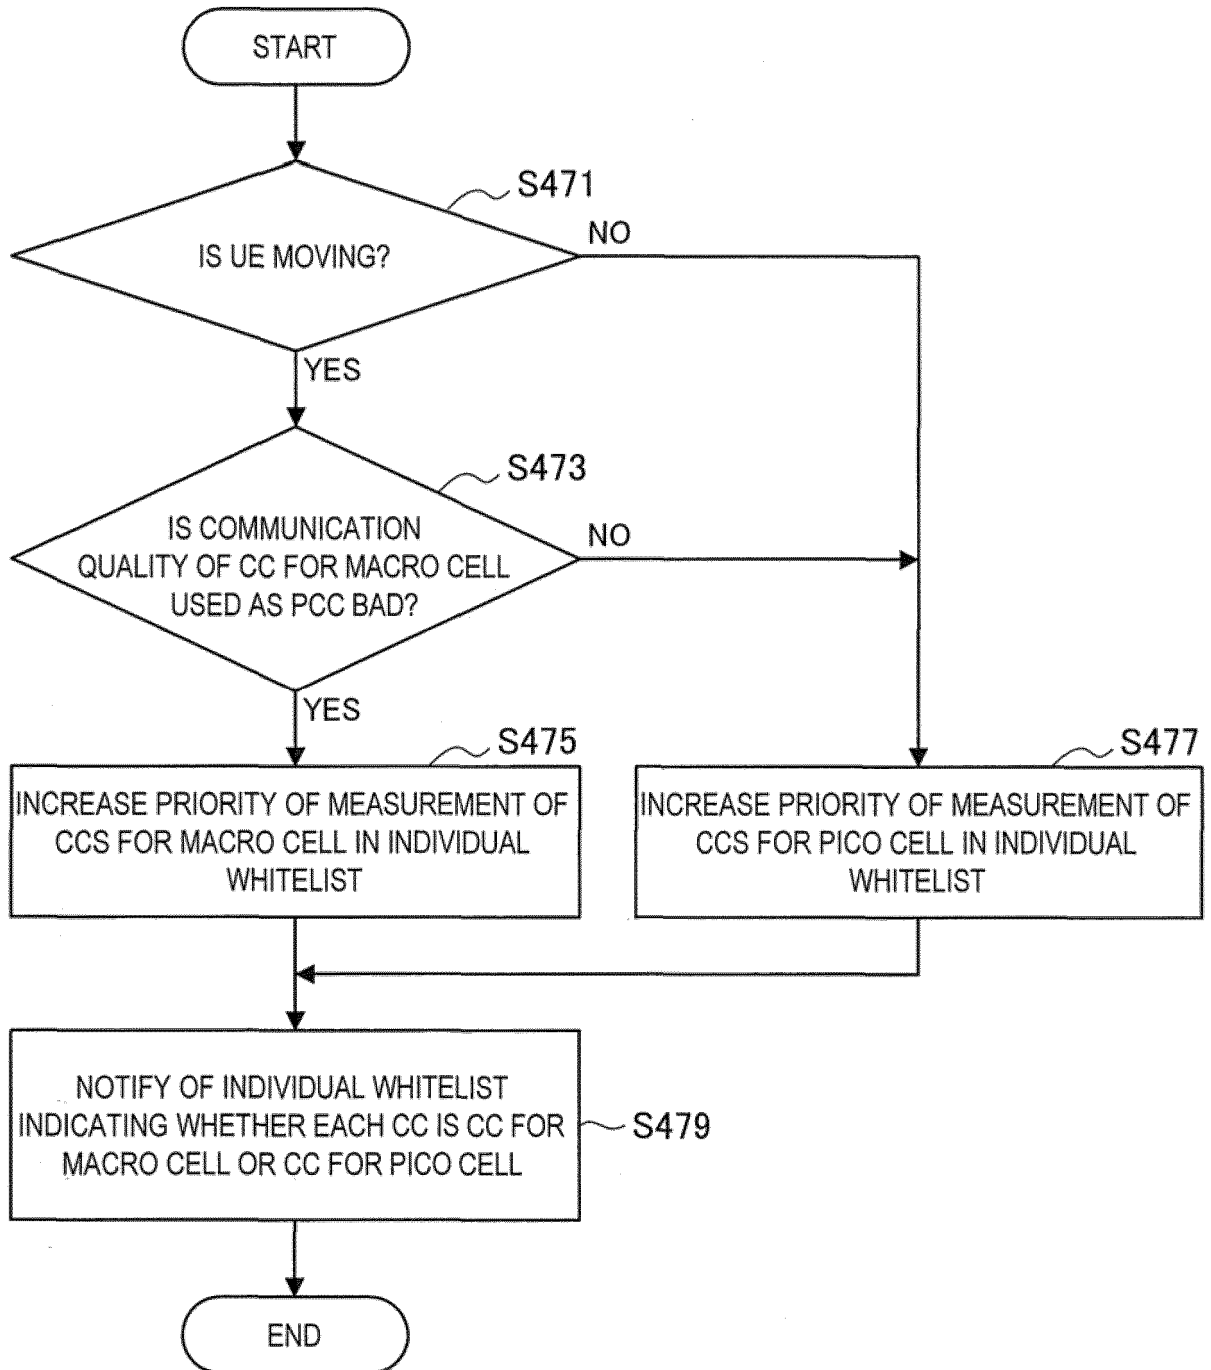 START
S471
IS UE MOVING?
NO
YES
S473
IS COMMUNICATION
QUALITY OF CC FOR MACRO CELL
USED AS PCC BAD?
NO
YES
S475
INCREASE PRIORITY OF MEASUREMENT OF
CCS FOR MACRO CELL IN INDIVIDUAL
WHITELIST
S477
INCREASE PRIORITY OF MEASUREMENT OF
CCS FOR PICO CELL IN INDIVIDUAL
WHITELIST
NOTIFY OF INDIVIDUAL WHITELIST
INDICATING WHETHER EACH CC IS CC FOR
MACRO CELL OR CC FOR PICO CELL
S479
END